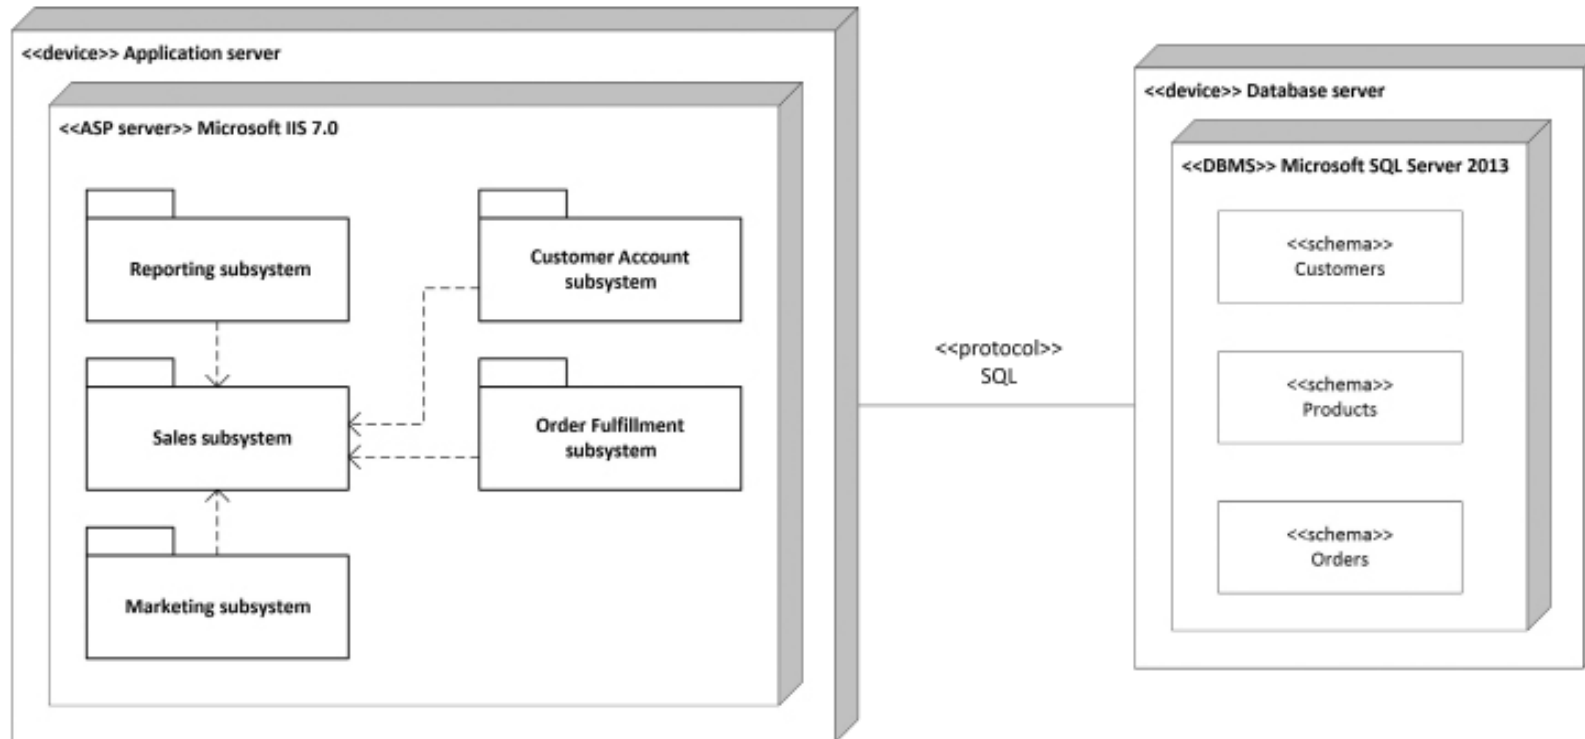 <<device>> Application server
<<ASP server>> Microsoft IIS 7.0
Reporting subsystem
Customer Account
subsystem
Sales subsystem
Order Fulfillment
subsystem
Marketing subsystem
<<protocol>>
SQL
<<device>> Database server
<<DBMS>> Microsoft SQL Server 2013
<<schema>>
Customers
<<schema>>
Products
<<schema>>
Orders